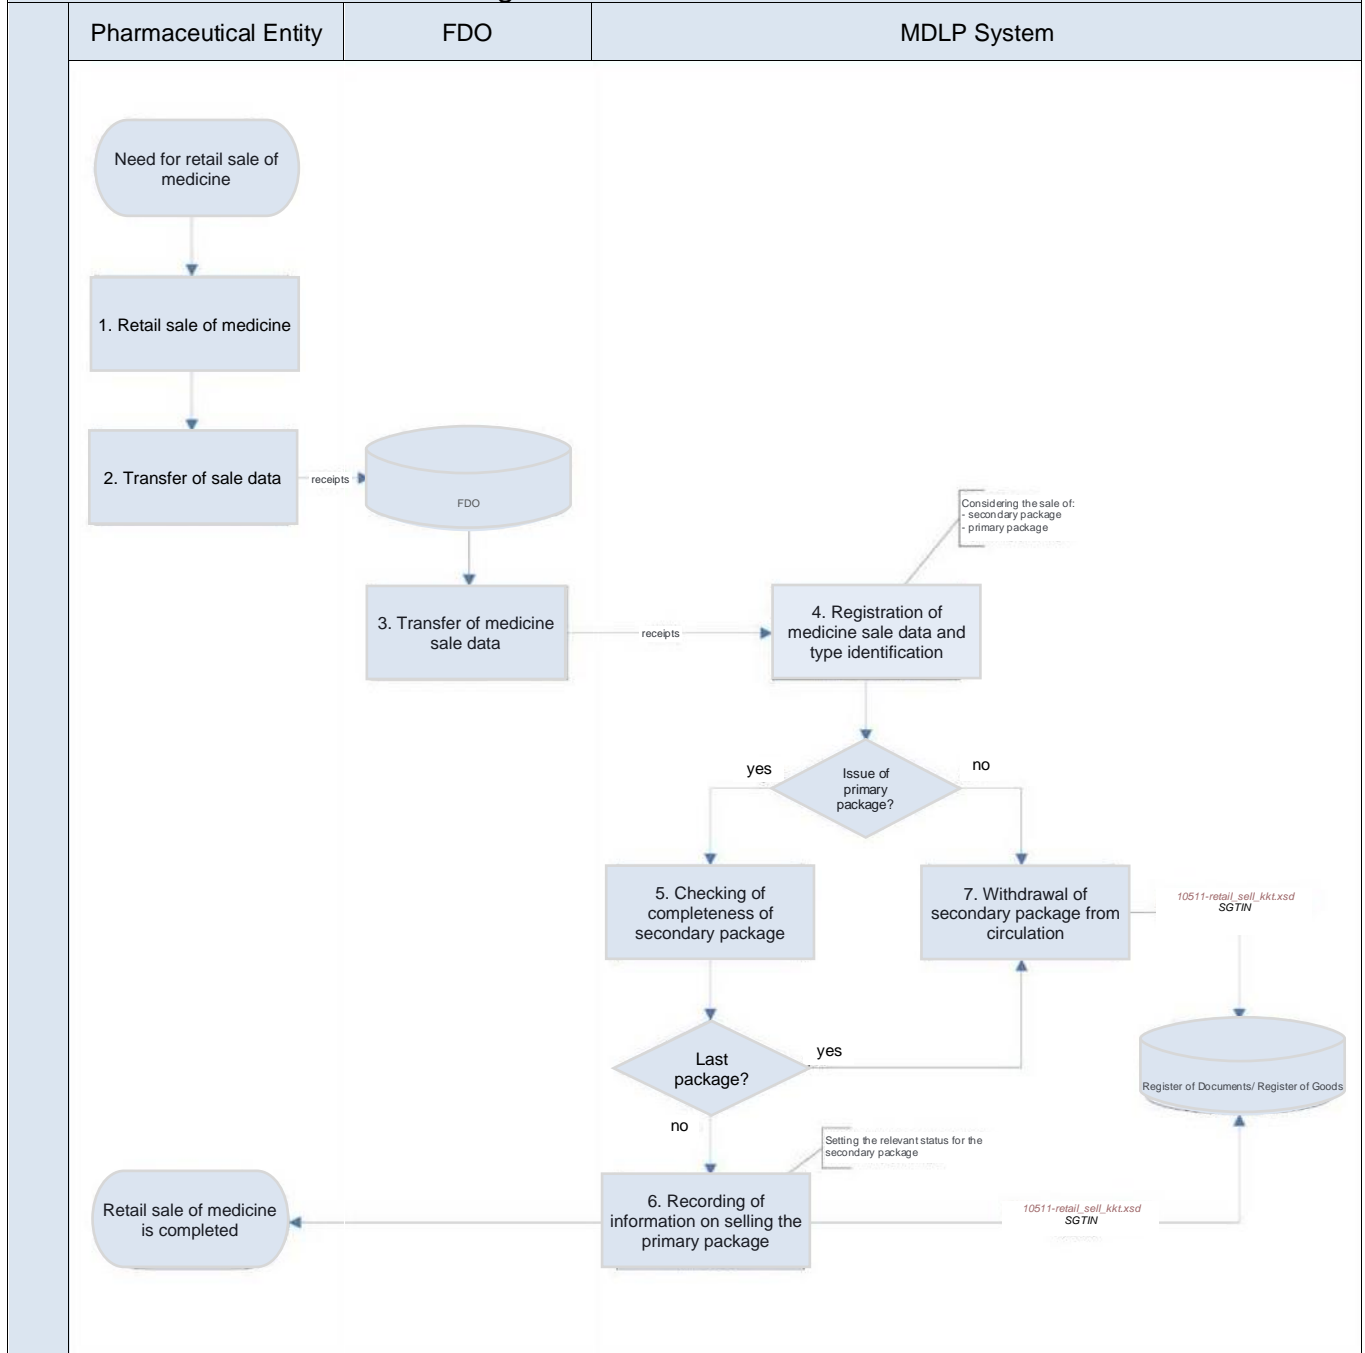 Pharmaceutical Entity
FDO
MDLP System
Need for retail sale of
medicine
1. Retail sale of medicine
2. Transfer of sale data
receipts
FDO
Considering the sale of:
- secondary package
- primary package
3. Transfer of medicine
sale data
receipts
4. Registration of
medicine sale data and
type identification
yes
Issue of
primary
package?
no
5. Checking of
completeness of
secondary package
7. Withdrawal of
secondary package from
circulation
10511-retail_sell_kkt.xsd
SGTIN
Last
package?
yes
Register of Documents/ Register of Goods
no
Setting the relevant status for the
secondary package
Retail sale of medicine
is completed
6. Recording of
information on selling the
primary package
10511-retail_sell_kkt.xsd
SGTIN